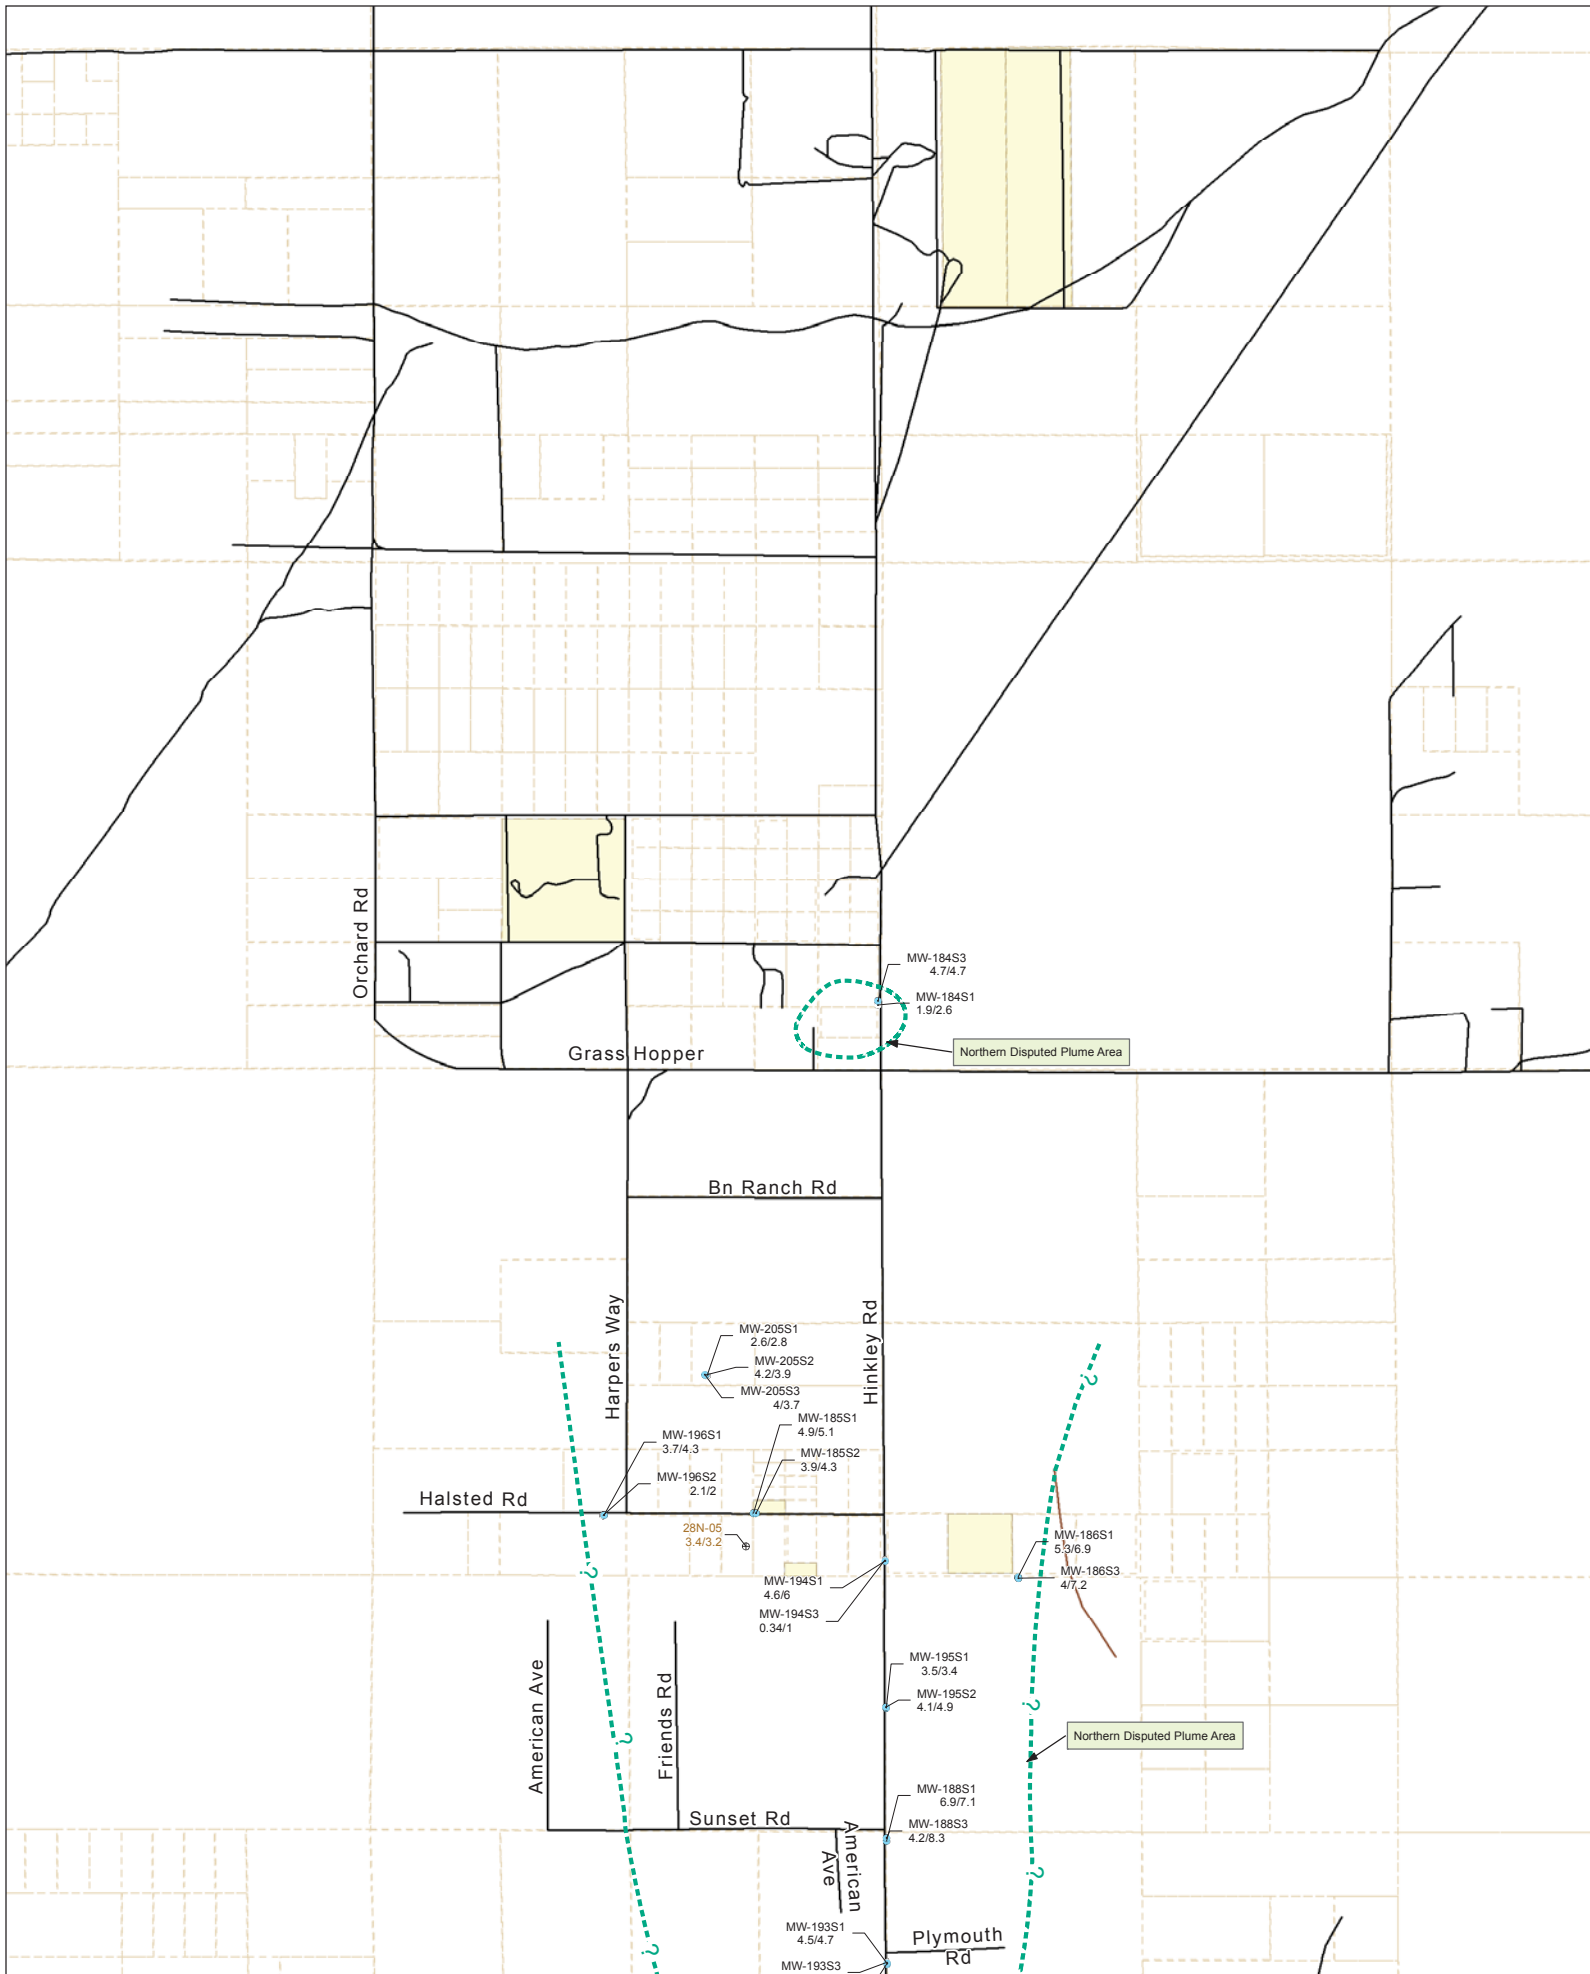 Orchard Rd
MW-184S3
4.7/4.7
MW-184S1
1.9/2.6
Northern Disputed Plume Area
Grass Hopper
Bn Ranch Rd
Harpers Way
Hinkley Rd
MW-205S1
2.6/2.8
MW-205S2
4.2/3.9
MW-205S3
4/3.7
?
MW-185S1
4.9/5.1
MW-196S1
3.7/4.3
MW-185S2
3.9/4.3
MW-196S2
2.1/2
Halsted Rd
28N-05
3.4/3.2
MW-186S1
5.3/6.9
MW-186S3
4/7.2
?
MW-194S1
4.6/6
MW-194S3
0.34/1
American Ave
Friends Rd
MW-195S1
3.5/3.4
MW-195S2
4.1/4.9
?
?
Northern Disputed Plume Area
MW-188S1
6.9/7.1
Sunset Rd
MW-188S3
4.2/8.3
American
Ave
?
MW-193S1
4.5/4.7
Plymouth
Rd
?
MW-193S3